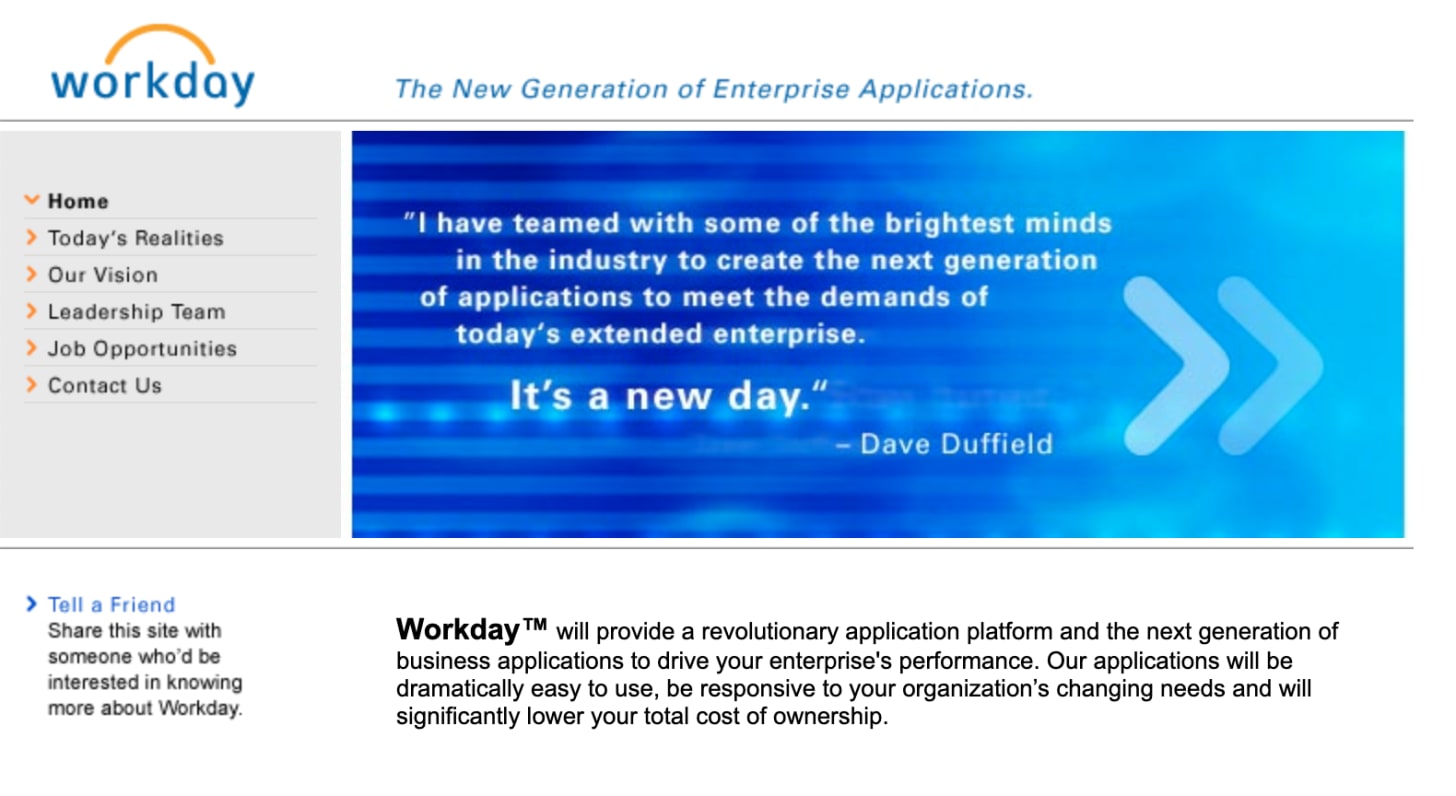 workday
The New Generation of Enterprise Applications.
Home
Today's Realities
Our Vision
Leadership Team
Job Opportunities
Contact Us
"I have teamed with some of the brightest minds
in the industry to create the next generation
of applications to meet the demands of
today‘s extended enterprise.
It's a new day.“
– Dave Duffield
Tell a Friend
Share this site with
someone who'd be
interested in knowing
more about Workday.
Workday™ will provide a revolutionary application platform and the next generation of
business applications to drive your enterprise's performance. Our applications will be
dramatically easy to use, be responsive to your organization’s changing needs and will
significantly lower your total cost of ownership.